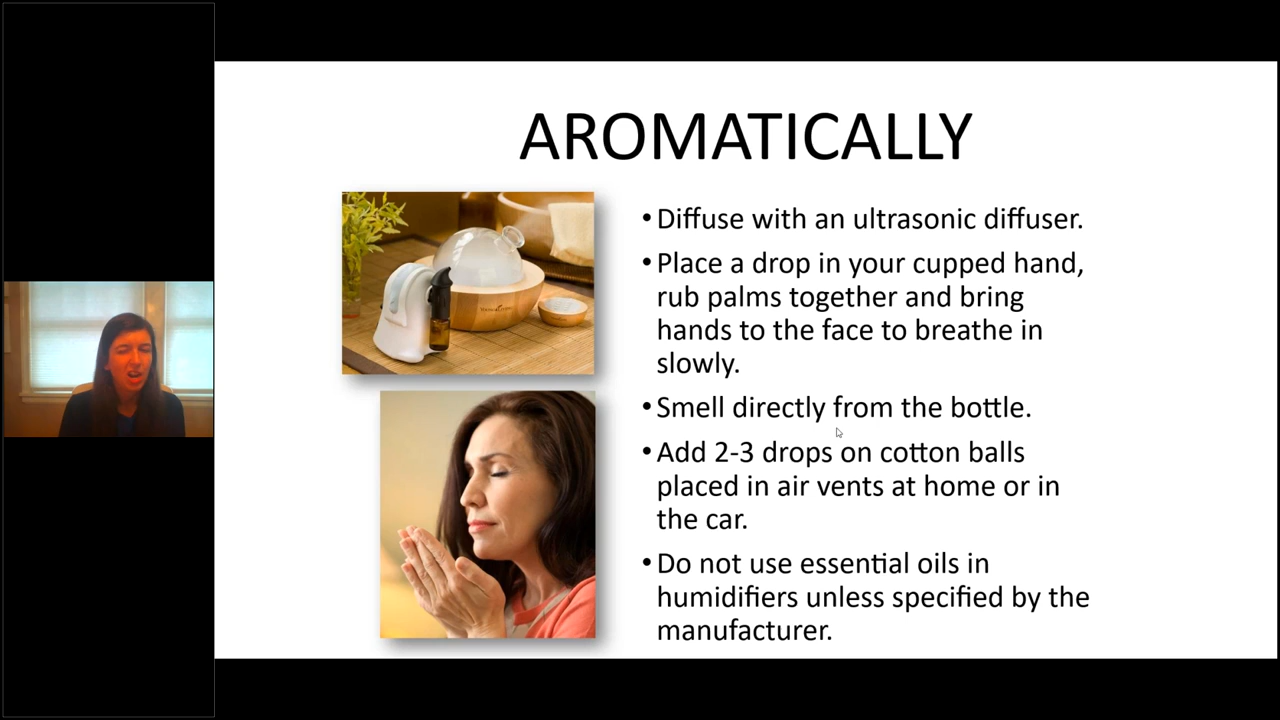 AROMATICALLY
• Diffuse with an ultrasonic diffuser.
• Place a drop in your cupped hand,
rub palms together and bring
hands to the face to breathe in
slowly.
• Smell directly from the bottle.
• Add 2-3 drops on cotton balls
placed in air vents at home or in
the car.
• Do not use essential oils in
humidifiers unless specified by the
manufacturer.